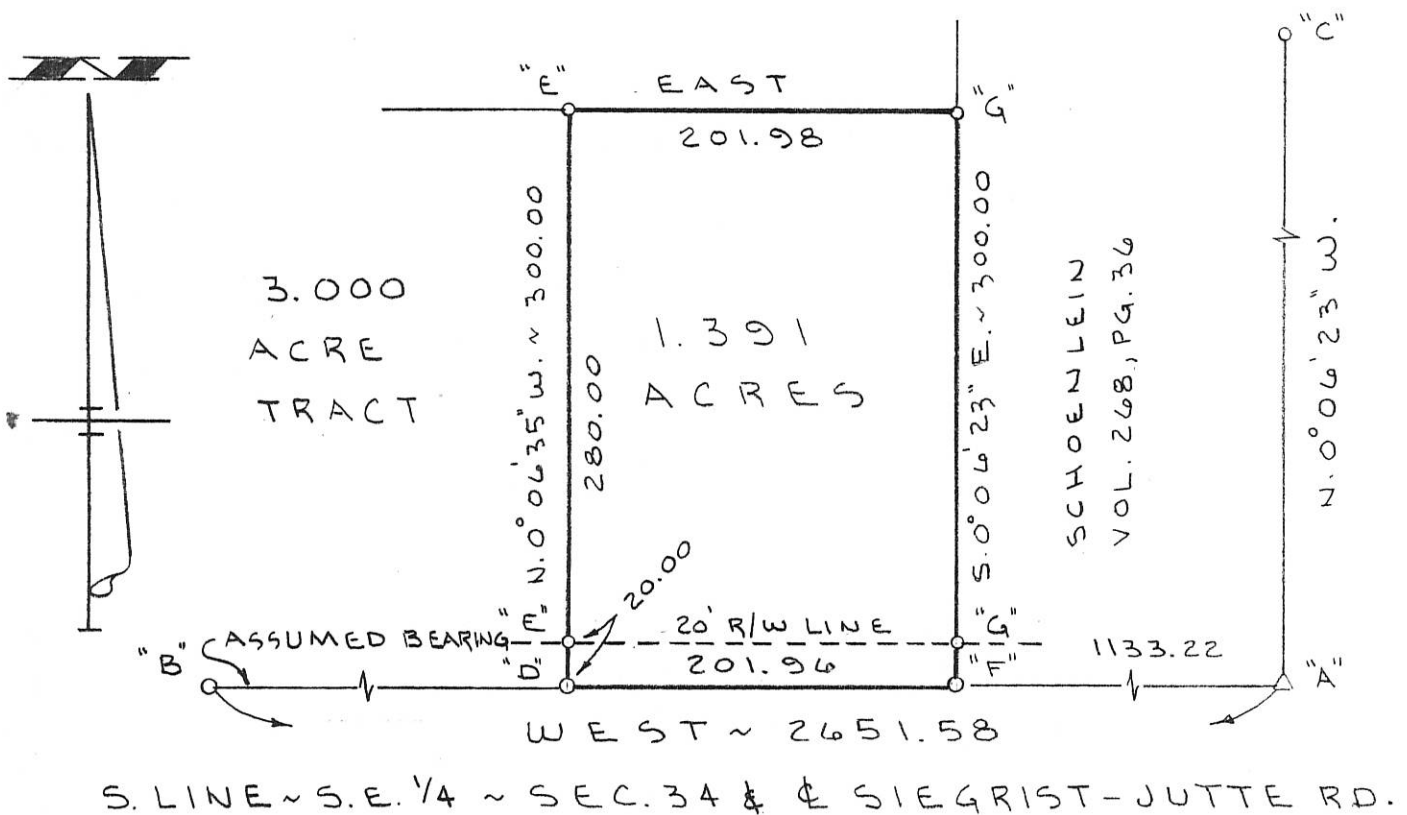 N
"C"
"E"
EAST
"G"
201.98
3.000
ACRE
TRACT
N. 0° 06' 35" W. ~ 300.00
280.00
1.391
ACRES
S. 0° 06' 23" E. ~ 300.00
SCHOENLEIN
VOL. 268, PG. 36
N. 0° 06' 23" W.
20.00
"B"
ASSUMED BEARING
"E"
20' R/W LINE
"G"
"D"
201.96
"F"
1133.22
"A"
WEST ~ 2651.58
S. LINE ~ S.E. 1/4 ~ SEC. 34 & ℄ SIEGRIST-JUTTE RD.